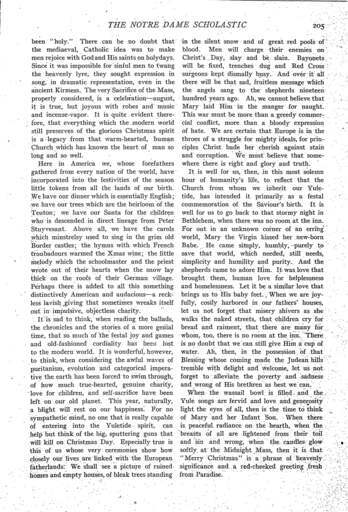 THE NOTRE DAME SCHOLASTIC 205
been "holy." There can be no doubt that
the mediaeval, Catholic idea was to make
men rejoice with God and His saints on holydays.
Since it was impossible for sinful men to twang
the heavenly lyre, they sought expression in
song, in dramatic representation, even in the
ancient Kirmess. The very Sacrifice of the Mass,
properly considered, is a celebration—august,
it is true, but joyous with robes and music
and incense-vapor. It is quite evident there-
fore, that everything which the modern world
still preserves of the glorious Christmas spirit
is a legacy from that warm-hearted, human
Church which has known the heart of man so
long and so well.
Here in America we, whose forefathers
gathered from every nation of the world, have
incorporated into the festivities of the season
little tokens from all the lands of our birth.
We have our dinner which is essentially English;
we have our trees which are the heirloom of the
Teuton; we have our Santa for the children
who is descended in direct lineage from Peter
Stuyvesant. Above all, we have the carols
which minstrelsy used to sing in the grim old
Border castles; the hymns with which French
troubadours warmed the Xmas wine; the little
melody which the schoolmaster and the priest
wrote out of their hearts when the snow lay
thick on the roofs of their German village.
Perhaps there is added to all this something
distinctively American and audacious—a reck-
less lavish giving that sometimes wreaks itself
out in impulsive, objectless charity.
It is sad to think, when reading the ballads,
the chronicles and the stories of a more genial
time, that so much of the festal joy and games
and old-fashioned cordiality has been lost
to the modern world. It is wonderful, however,
to think, when considering the awful waves of
puritanism, evolution and categorical impera-
tive the earth has been forced to swim through,
of how much true-hearted, genuine charity,
love for children, and self-sacrifice have been
left on our old planet. This year, naturally,
a blight will rest on our happiness. For no
sympathetic mind, no one that is really capable
of entering into the Yuletide spirit, can
help but think of the big, sputtering guns that
will kill on Christmas Day. Especially true is
this of us whose very ceremonies show how
closely our lives are linked with the European
fatherlands: We shall see a picture of ruined
homes and empty houses, of bleak trees standing
in the silent snow and of great red pools of
blood. Men will charge their enemies on
Christ's Day, slay and be slain. Bayonets
will be fixed, trenches dug and Red Cross
surgeons kept dismally busy. And over it all
there will be that sad, fruitless message which
the angels sang to the shepherds nineteen
hundred years ago. Ah, we cannot believe that
Mary laid Him in the manger for naught.
This war must be more than a greedy commer-
cial conflict, more than a bloody expression
of hate. We are certain that Europe is in the
throes of a struggle for mighty ideals, for prin-
ciples Christ bade her cherish against stain
and corruption. We must believe that some-
where there is right and glory and truth.
It is well for us, then, in this most solemn
hour of humanity's life, to reflect that the
Church from whom we inherit our Yule-
tide, has intended it primarily as a festal
commemoration of the Saviour's birth. It is
well for us to go back to that stormy night in
Bethlehem, when there was no room at the inn.
For out in an unknown corner of an erring
world, Mary the Virgin kissed her new-born
Babe. He came simply, humbly, purely to
save that world, which needed, still needs,
simplicity and humility and purity. And the
shepherds came to adore Him. It was love that
brought them, human love for helplessness
and homelessness. Let it be a similar love that
brings us to His baby feet. When we are joy-
fully, cosily harbored in our fathers' houses,
let us not forget that misery shivers as she
walks the naked streets, that children cry for
bread and raiment, that there are many for
whom, too, there is no room at the inn. There
is no doubt that we can still give Him a cup of
water. Ah, then, in the possession of that
Blessing whose coming made the Judean hills
tremble with delight and welcome, let us not
forget to alleviate the poverty and sadness
and wrong of His brethren as best we can.
When the wassail bowl is filled and the
Yule songs are fervid and love and generosity
light the eyes of all, then is the time to think
of Mary and her Infant Son. When there
is peaceful radiance on the hearth, when the
breasts of all are lightened from their toil
and sin and wrong, when the candles glow
softly at the Midnight Mass, then it is that
"Merry Christmas" is a phrase of heavenly
significance and a red-cheeked greeting fresh
from Paradise.